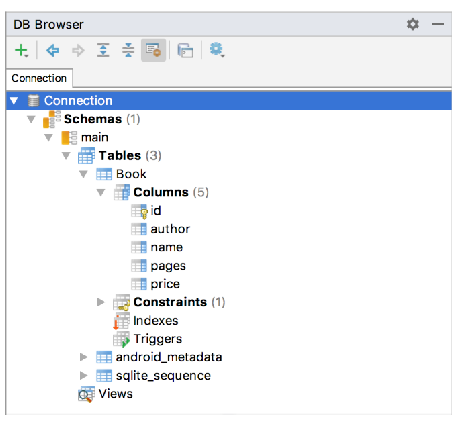 DB Browser
Connection
Connection
Schemas (1)
main
Tables (3)
Book
Columns (5)
id
author
name
pages
price
Constraints (1)
Indexes
Triggers
android_metadata
sqlite_sequence
Views